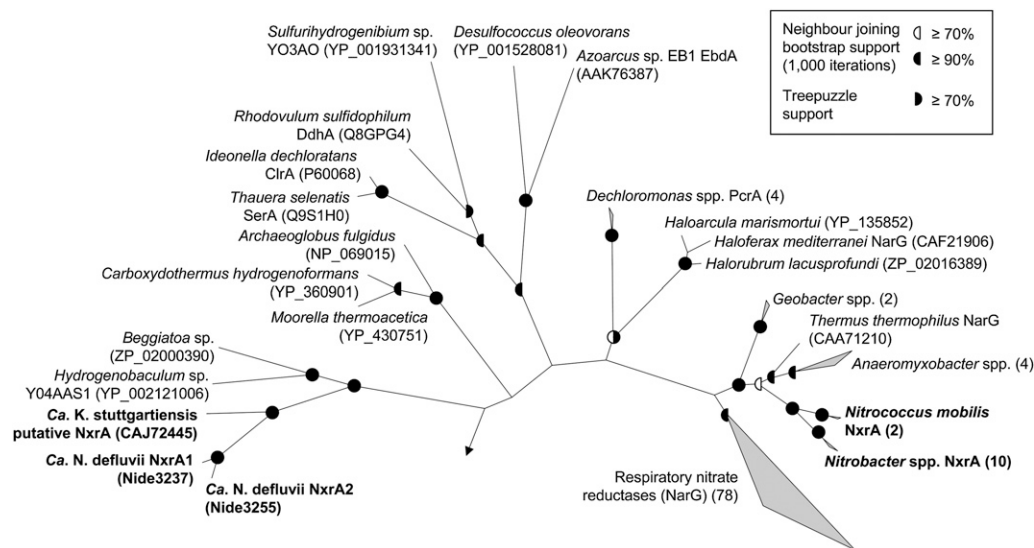 Sulfurihydrogenibium sp.
YO3AO (YP_001931341)
Desulfococcus oleovorans
(YP_001528081)
Azoarcus sp. EB1 EbdA
(AAK76387)
Neighbour joining
bootstrap support
(1,000 iterations)
≥ 70%
≥ 90%
Treepuzzle
support
≥ 70%
Rhodovulum sulfidophilum
DdhA (Q8GPG4)
Ideonella dechloratans
ClrA (P60068)
Thauera selenatis
SerA (Q9S1H0)
Archaeoglobus fulgidus
(NP_069015)
Carboxydothermus hydrogenoformans
(YP_360901)
Moorella thermoacetica
(YP_430751)
Beggiatoa sp.
(ZP_02000390)
Hydrogenobaculum sp.
Y04AAS1 (YP_002121006)
Ca. K. stuttgartiensis
putative NxrA (CAJ72445)
Ca. N. defluvii NxrA1
(Nide3237)
Ca. N. defluvii NxrA2
(Nide3255)
Dechloromonas spp. PcrA (4)
Haloarcula marismortui (YP_135852)
Haloferax mediterranei NarG (CAF21906)
Halorubrum lacusprofundi (ZP_02016389)
Geobacter spp. (2)
Thermus thermophilus NarG
(CAA71210)
Anaeromyxobacter spp. (4)
Nitrococcus mobilis
NxrA (2)
Nitrobacter spp. NxrA (10)
Respiratory nitrate
reductases (NarG) (78)